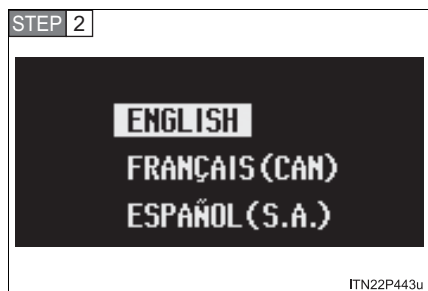 STEP 2
ENGLISH
FRANÇAIS(CAN)
ESPAÑOL(S.A.)
ITN22P443u